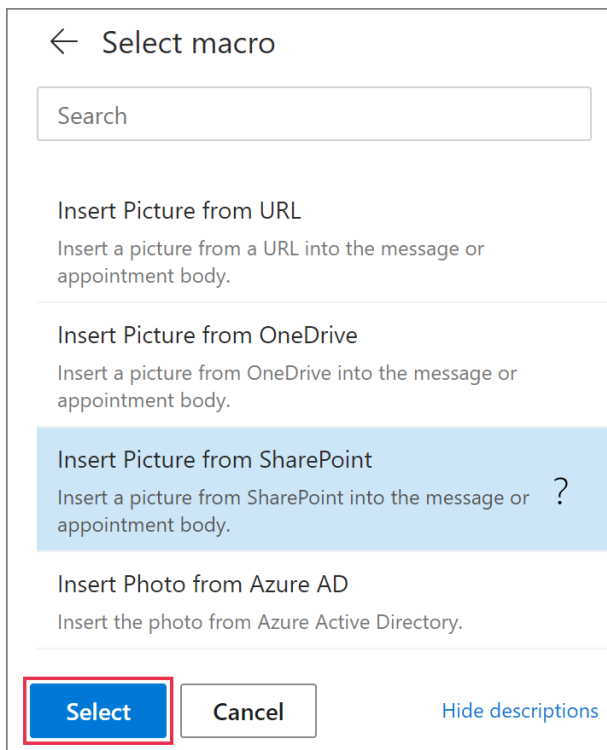 Select macro
Search
Insert Picture from URL
Insert a picture from a URL into the message or
appointment body.
Insert Picture from OneDrive
Insert a picture from OneDrive into the message or
appointment body.
Insert Picture from SharePoint
Insert a picture from SharePoint into the message or
appointment body.
?
Insert Photo from Azure AD
Insert the photo from Azure Active Directory.
Select
Cancel
Hide descriptions